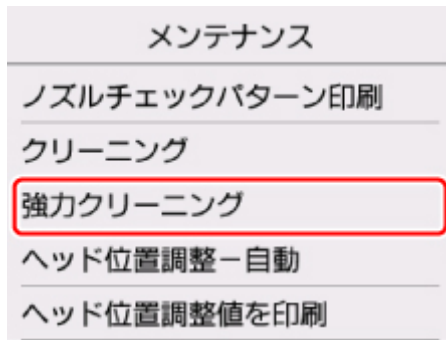 メンテナンス
ノズルチェックパターン印刷
クリーニング
強力クリーニング
ヘッド位置調整－自動
ヘッド位置調整値を印刷